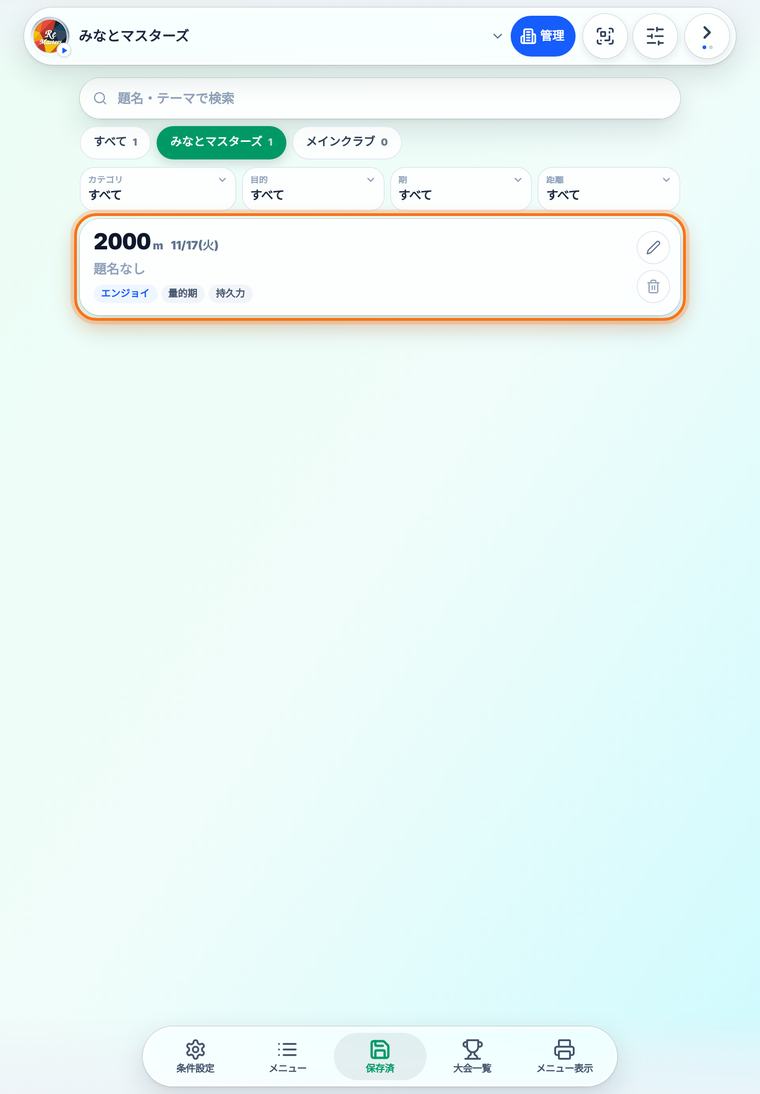 みなとマスターズ
管理
題名・テーマで検索
すべて 1
みなとマスターズ 1
メインクラブ 0
カテゴリ
すべて
目的
すべて
期
すべて
距離
すべて
2000m 11/17(火)
題名なし
エンジョイ 量的期 持久力
条件設定
メニュー
保存済
大会一覧
メニュー表示